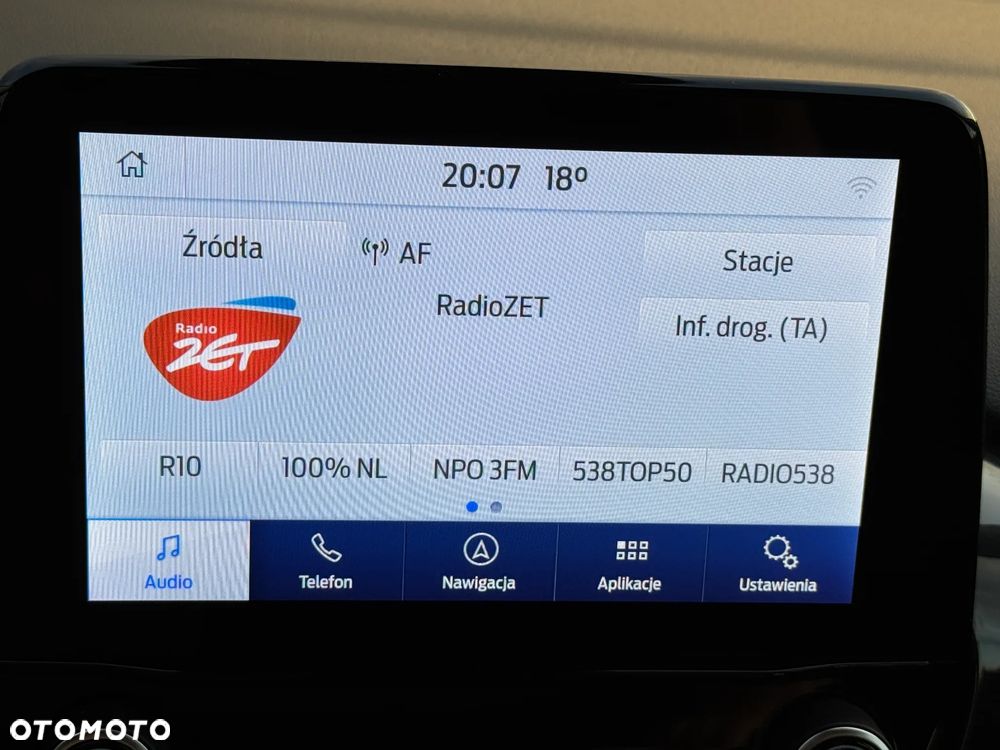 20:07 18º
Źródła
AF
Stacje
RadioZET
Inf. drog. (TA)
Radio
ZET
R10
100% NL
NPO 3FM
538TOP50
RADIO538
Audio
Telefon
Nawigacja
Aplikacje
Ustawienia
OTOMOTO